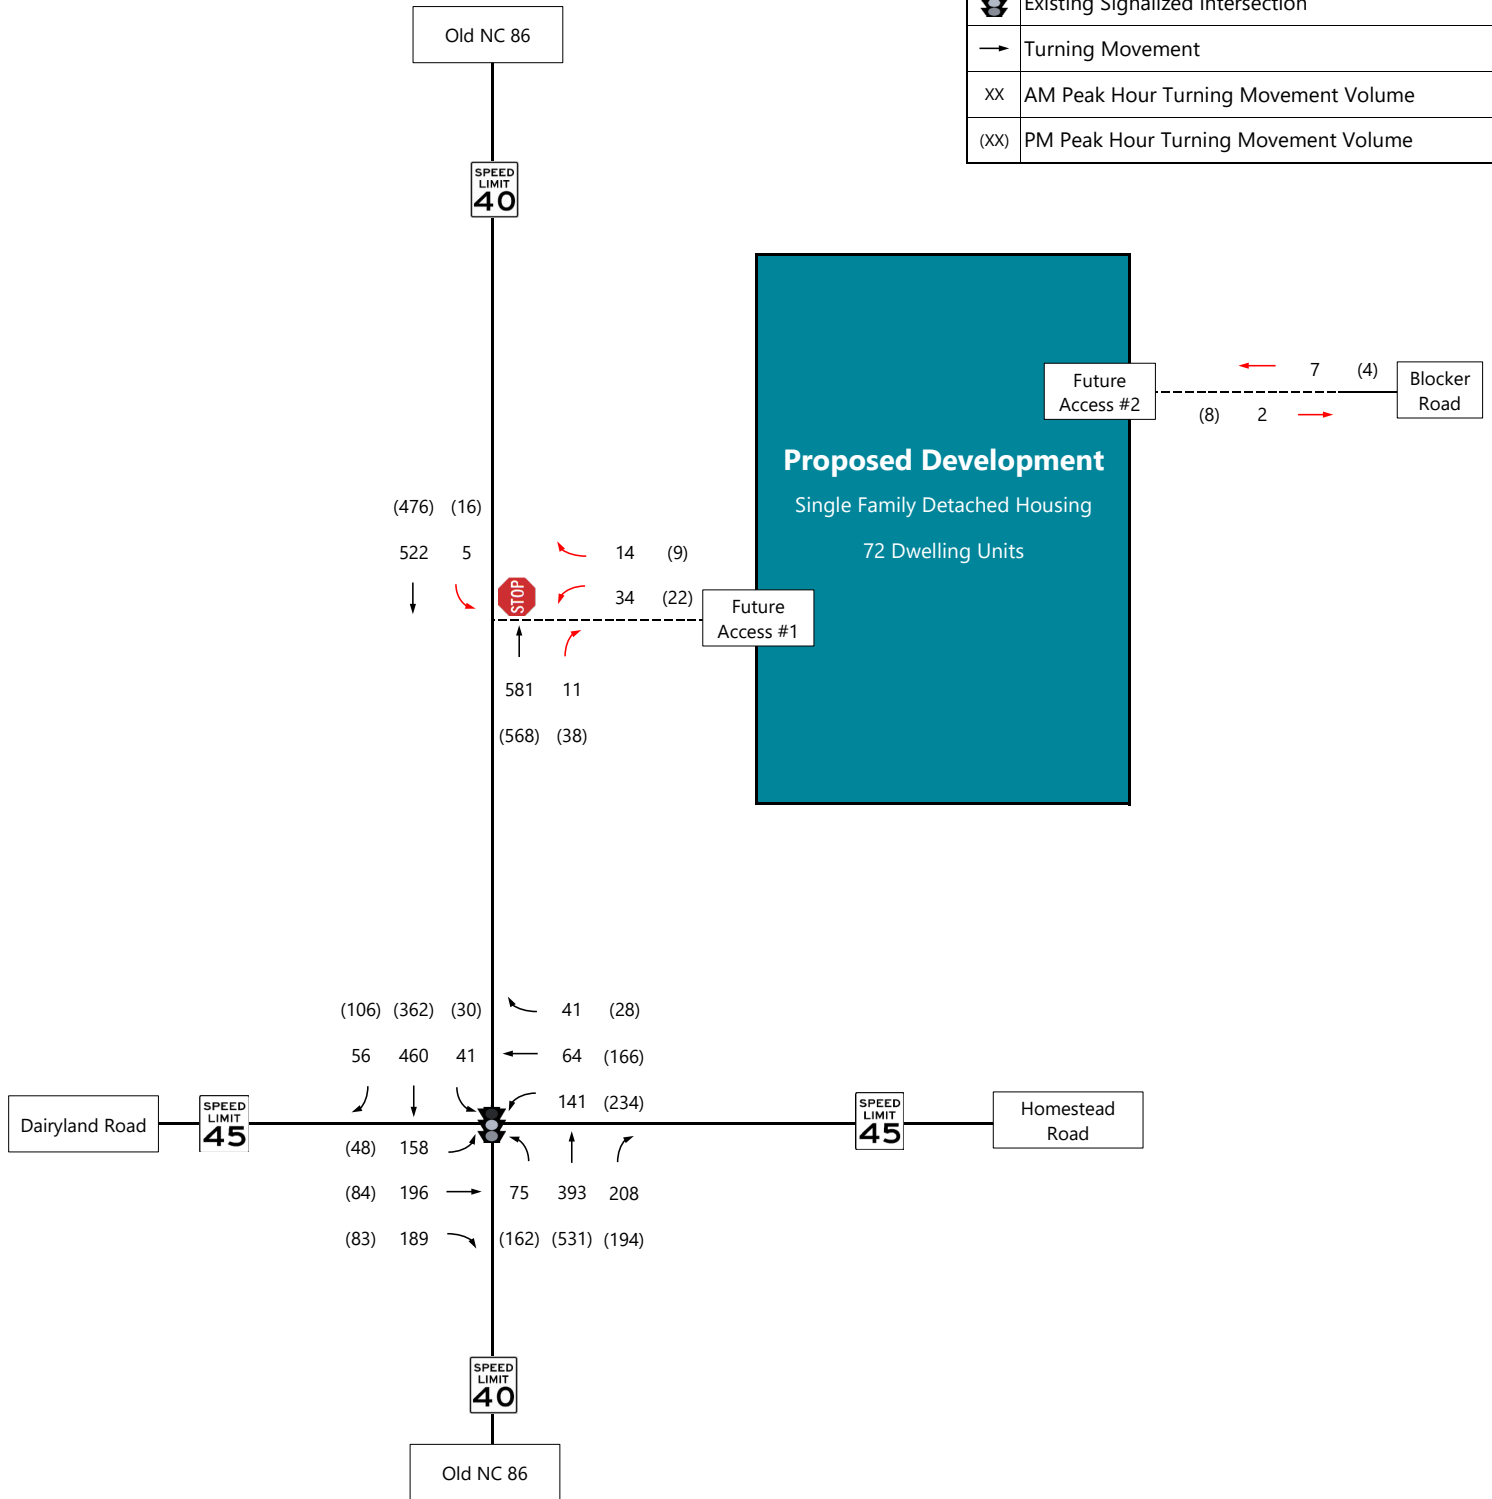 Old NC 86
Existing Signalized Intersection
Turning Movement
XX AM Peak Hour Turning Movement Volume
(XX) PM Peak Hour Turning Movement Volume
SPEED
LIMIT
40
7 (4)
Future
Access #2
Blocker
Road
(8) 2
Proposed Development
Single Family Detached Housing
72 Dwelling Units
(476) (16)
522 5
14 (9)
STOP
34 (22)
Future
Access #1
581 11
(568) (38)
(106) (362) (30)
41 (28)
56 460 41
64 (166)
141 (234)
Dairyland Road
SPEED
LIMIT
45
SPEED
LIMIT
45
Homestead
Road
(48) 158
(84) 196
75 393 208
(83) 189
(162) (531) (194)
SPEED
LIMIT
40
Old NC 86